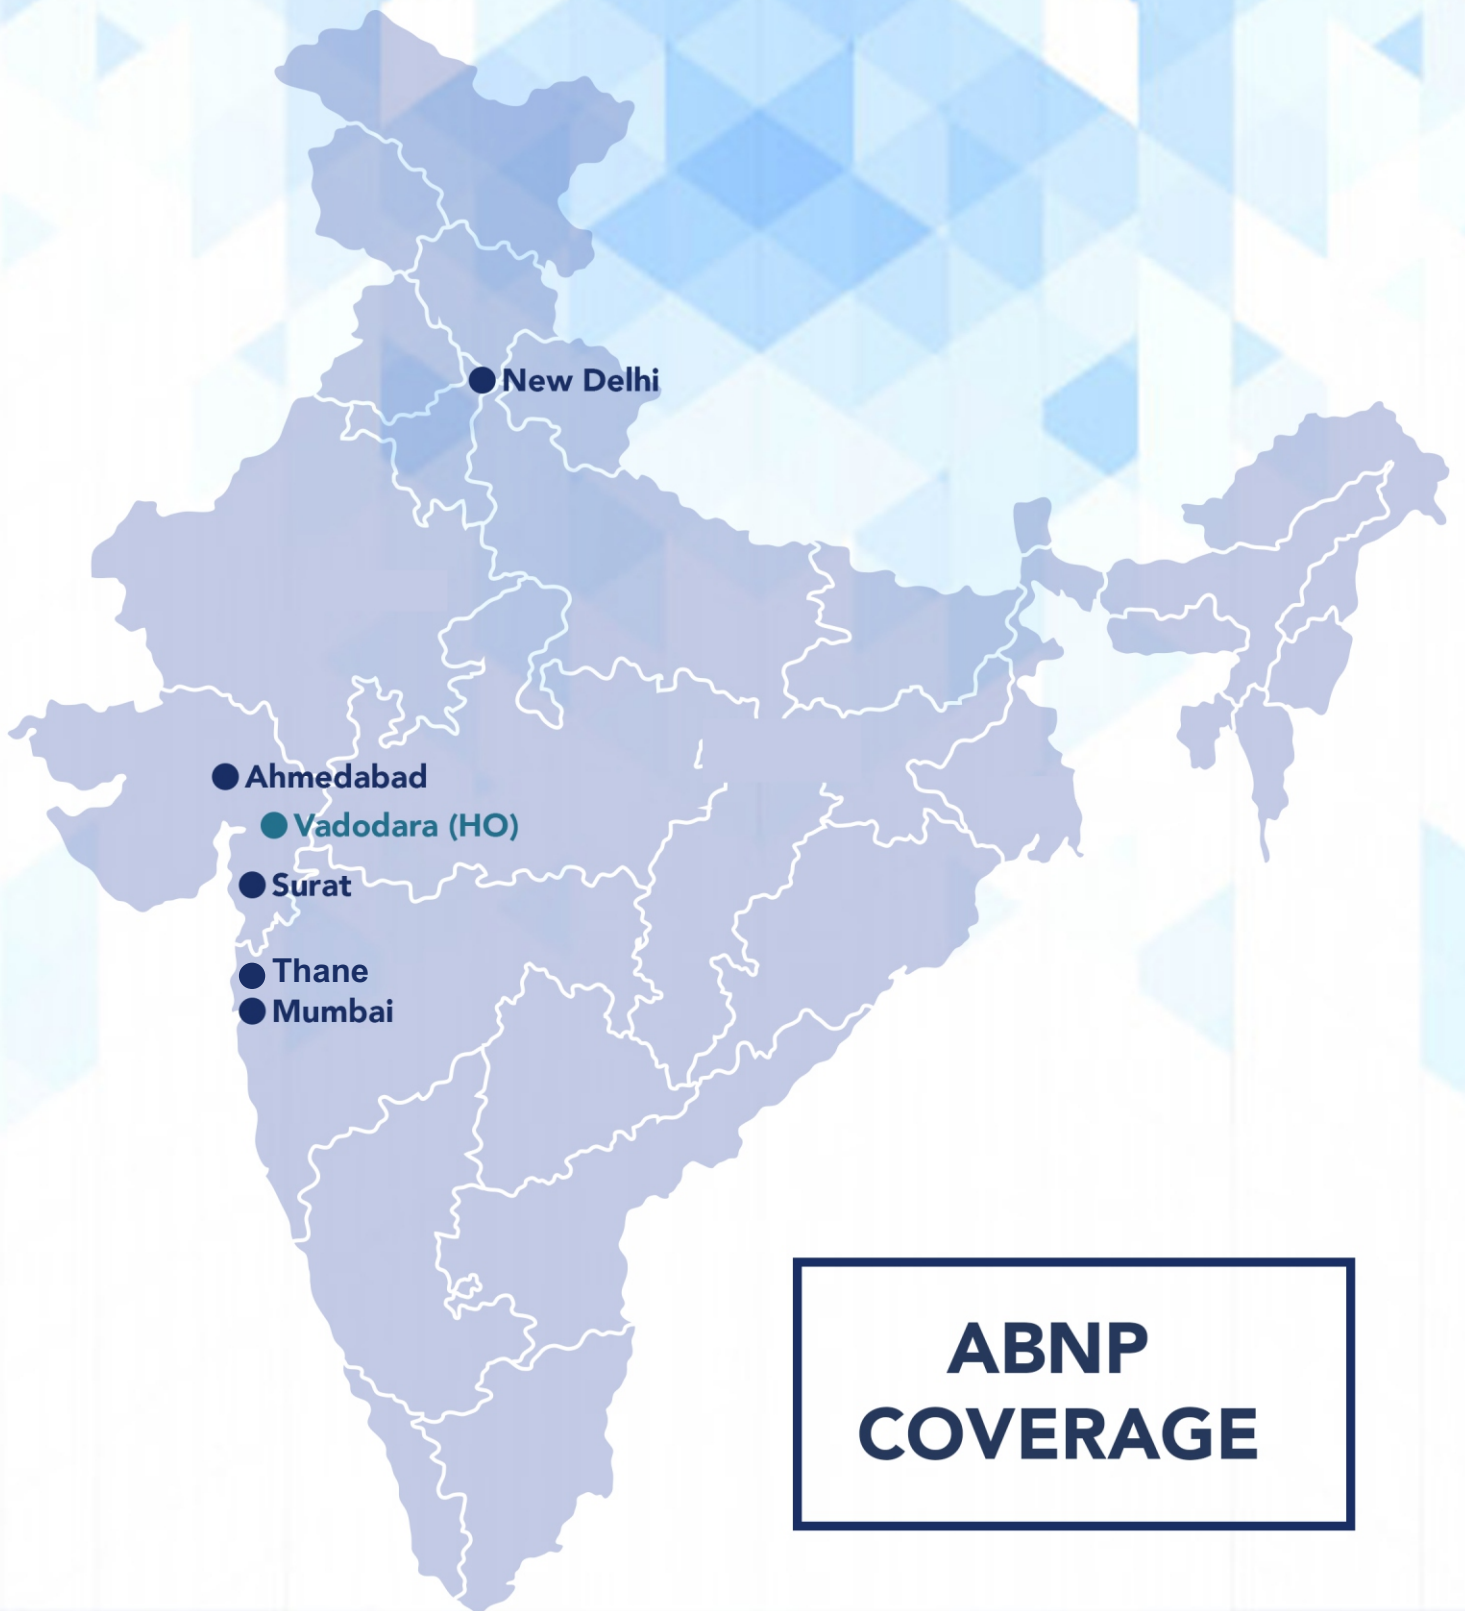 New Delhi
Ahmedabad
Vadodara (HO)
Surat
Thane
Mumbai
ABNP
COVERAGE